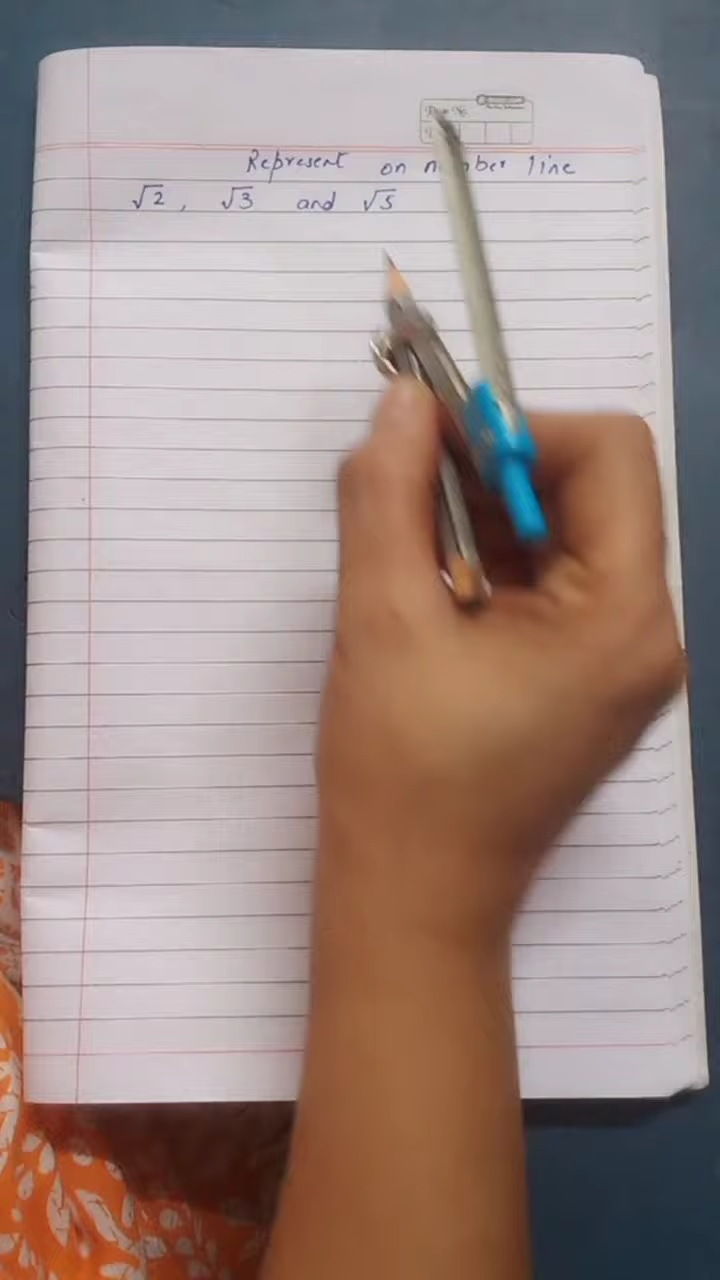 Represent on number line
√2, √3 and √5